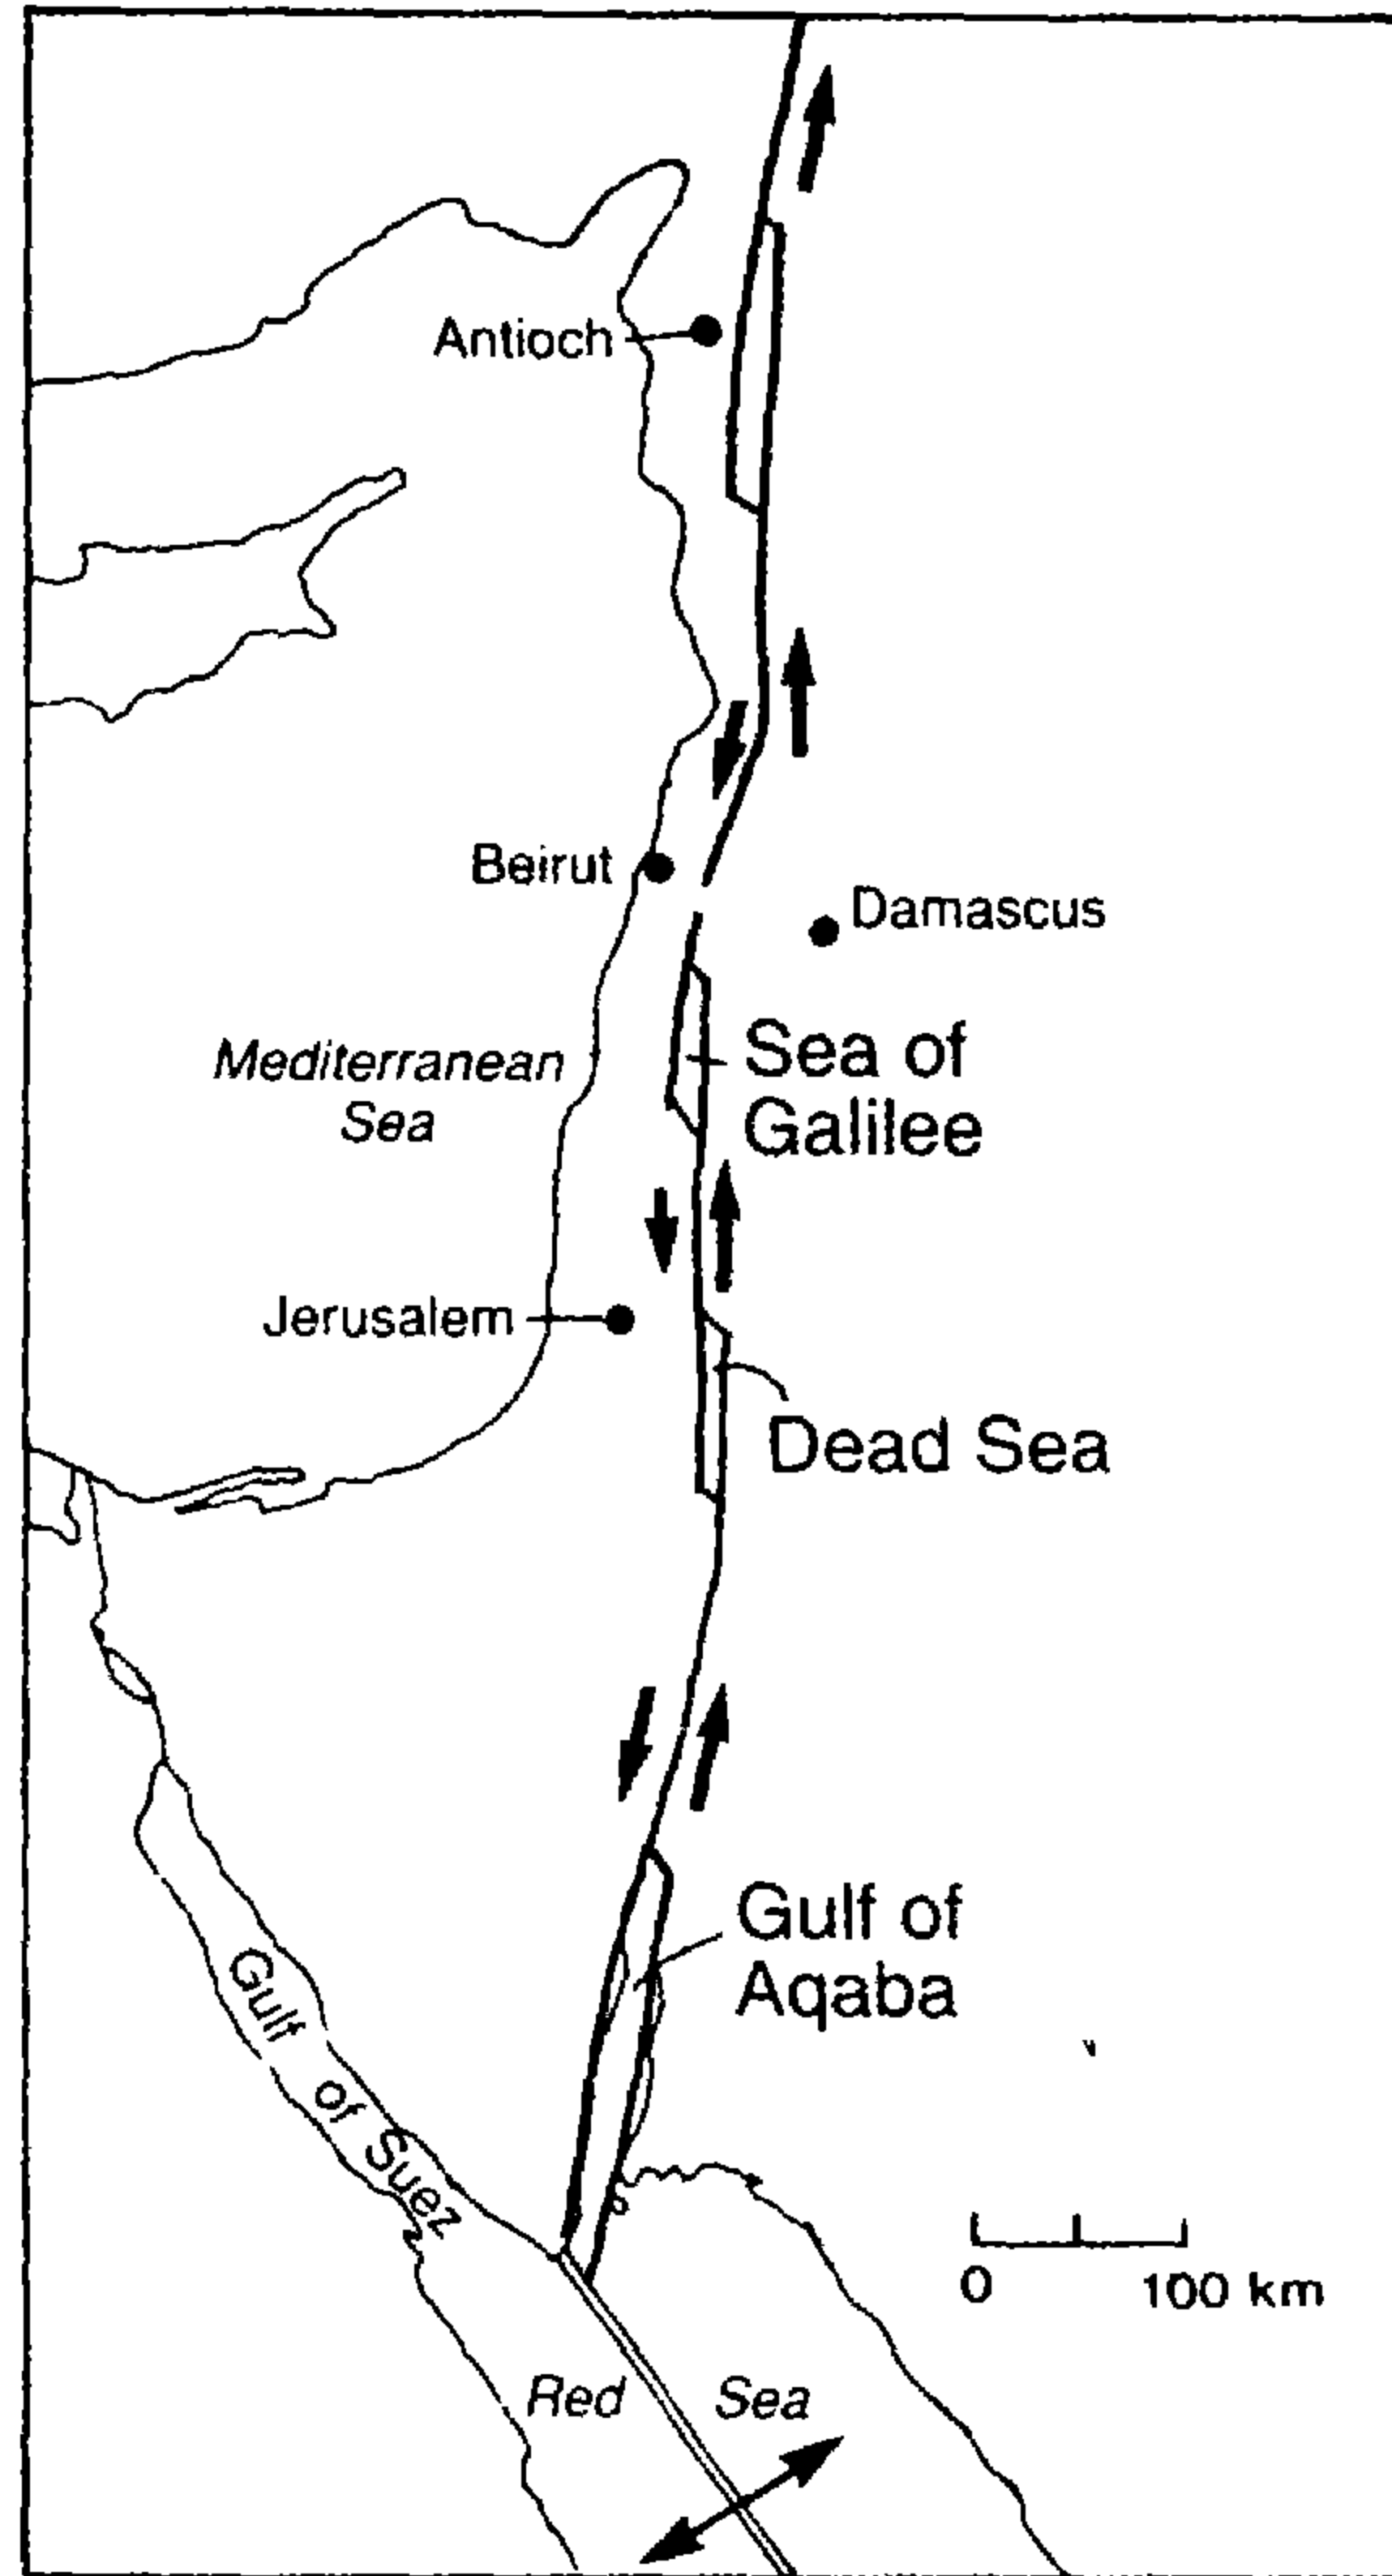 Antioch
Beirut
Damascus
Mediterranean
Sea
Sea of
Galilee
Jerusalem
Dead Sea
Gulf of
Aqaba
Gulf of Suez
0 100 km
Red Sea